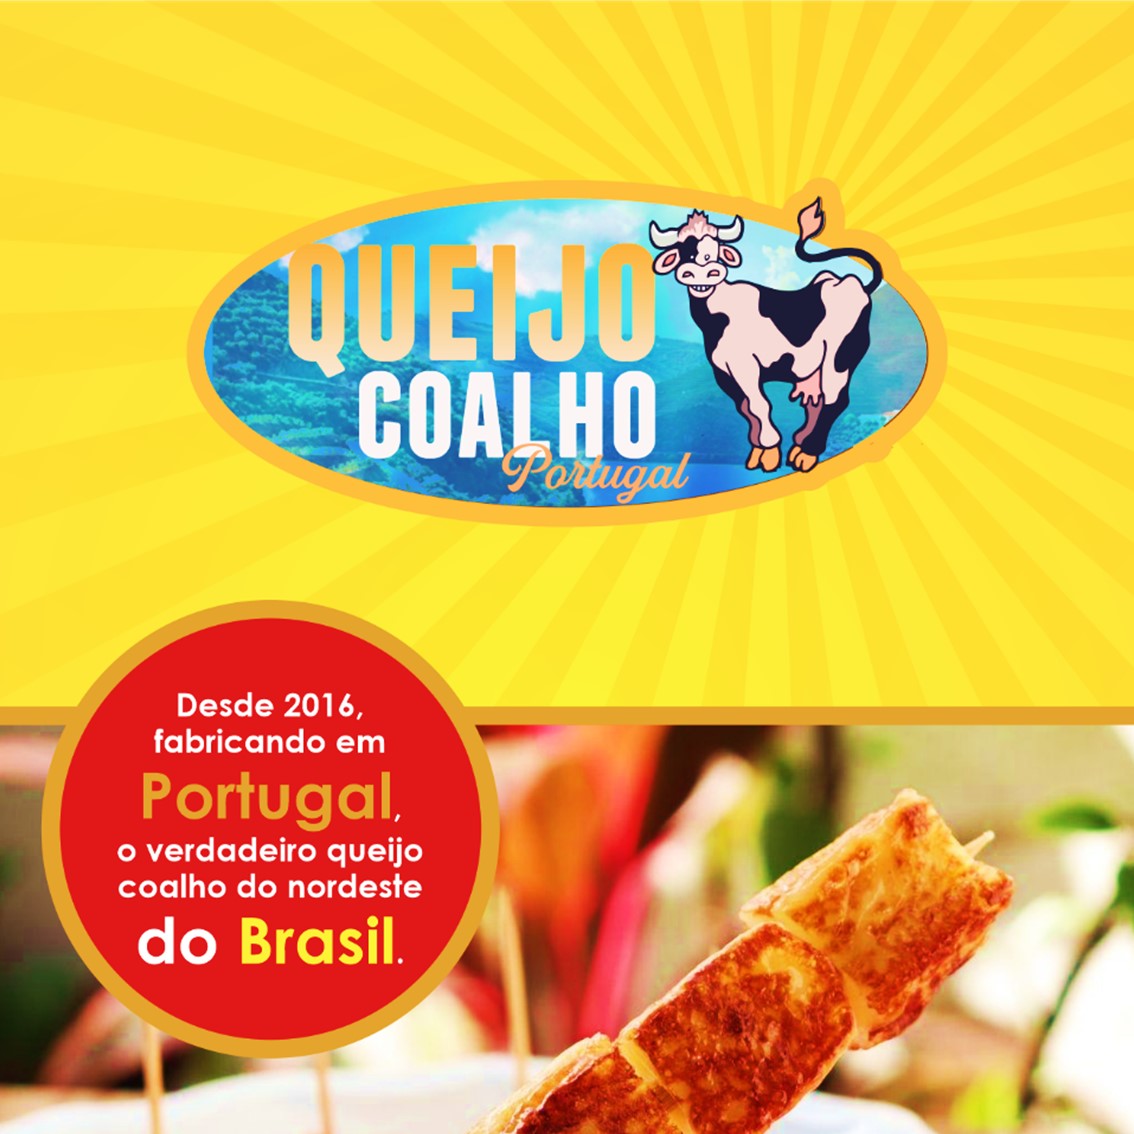 QUEIJO
COALHO
Portugal
Desde 2016,
fabricando em
Portugal,
o verdadeiro queijo
coalho do nordeste
do Brasil.